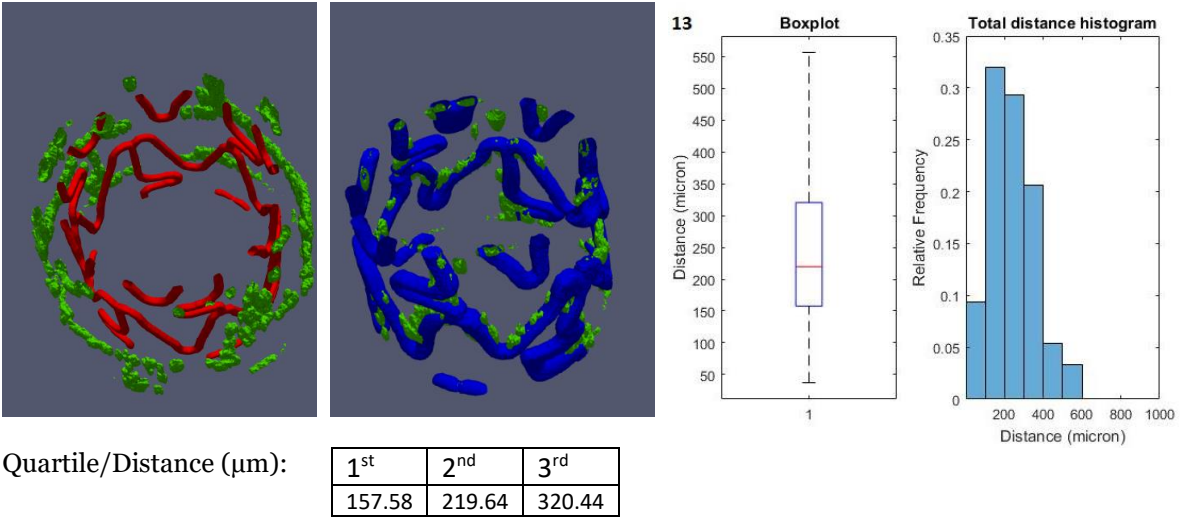 13
Boxplot
Distance (micron)
550
500
450
400
350
300
250
200
150
100
50
1
Total distance histogram
Relative Frequency
0.35
0.3
0.25
0.2
0.15
0.1
0.05
0
200 400 600 800 1000
Distance (micron)
Quartile/Distance (µm):
1st 2nd 3rd
157.58 219.64 320.44